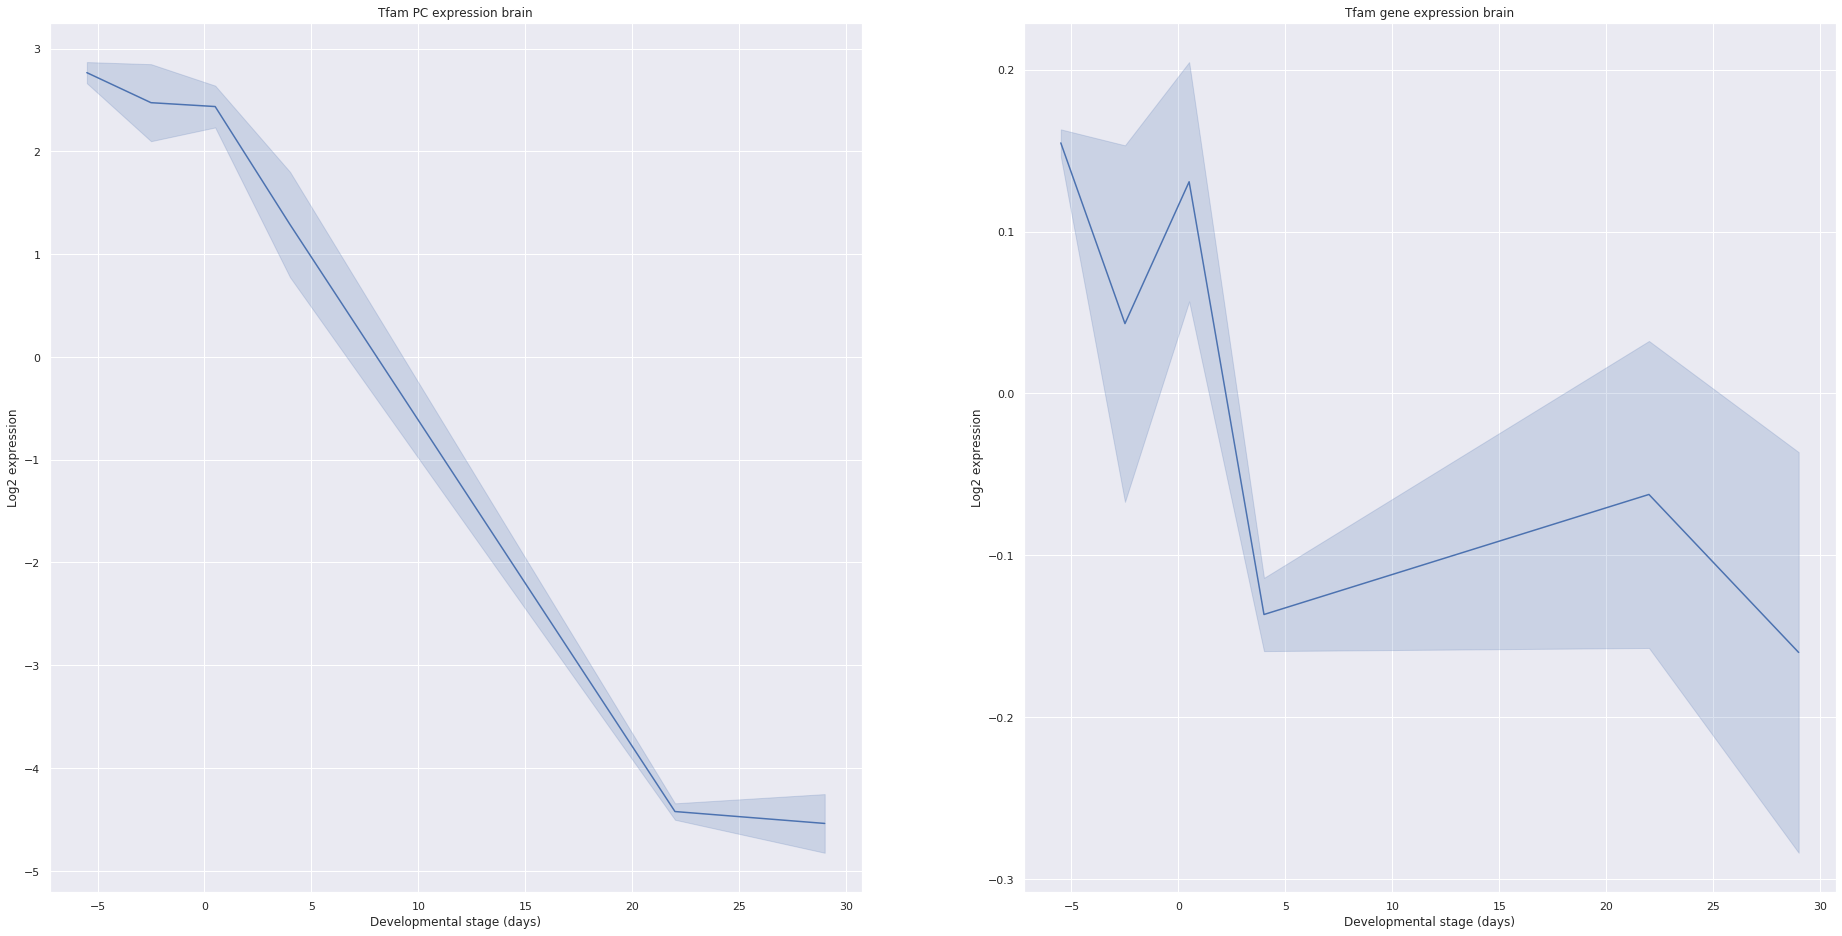 Tfam PC expression brain
3
2
1
0
−1
−2
−3
−4
−5
Log2 expression
−5 0 5 10 15 20 25 30
Developmental stage (days)
Tfam gene expression brain
0.2
0.1
0.0
−0.1
−0.2
−0.3
Log2 expression
−5 0 5 10 15 20 25 30
Developmental stage (days)